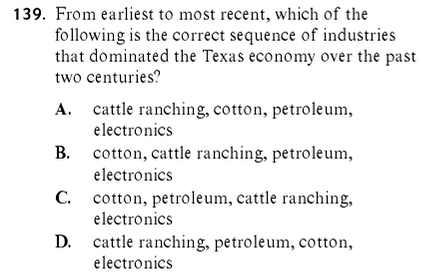 139. From earliest to most recent, which of the
following is the correct sequence of industries
that dominated the Texas economy over the past
two centuries?
A. cattle ranching, cotton, petroleum,
electronics
B. cotton, cattle ranching, petroleum,
electronics
C. cotton, petroleum, cattle ranching,
electronics
D. cattle ranching, petroleum, cotton,
electronics